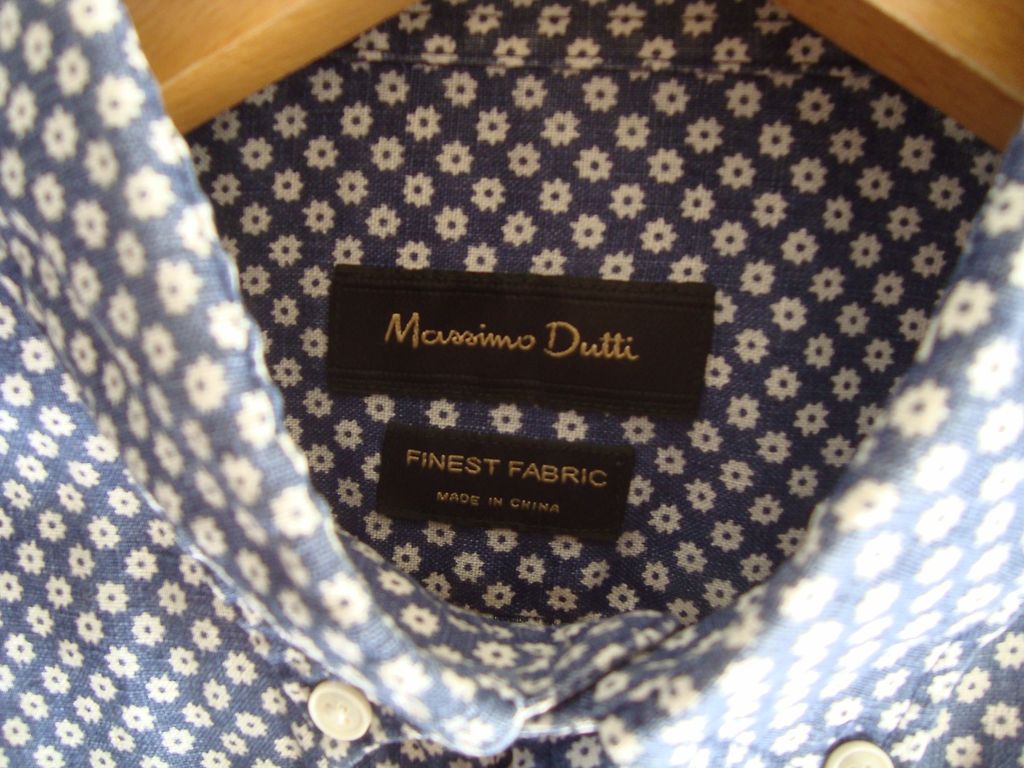 Massimo Dutti
FINEST FABRIC
MADE IN CHINA